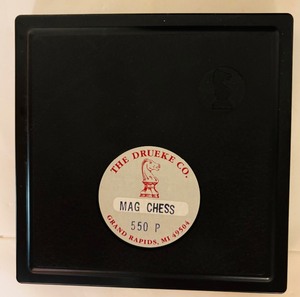 THE DRUEKE CO.
MAG CHESS
550 P
GRAND RAPIDS, MI 49504